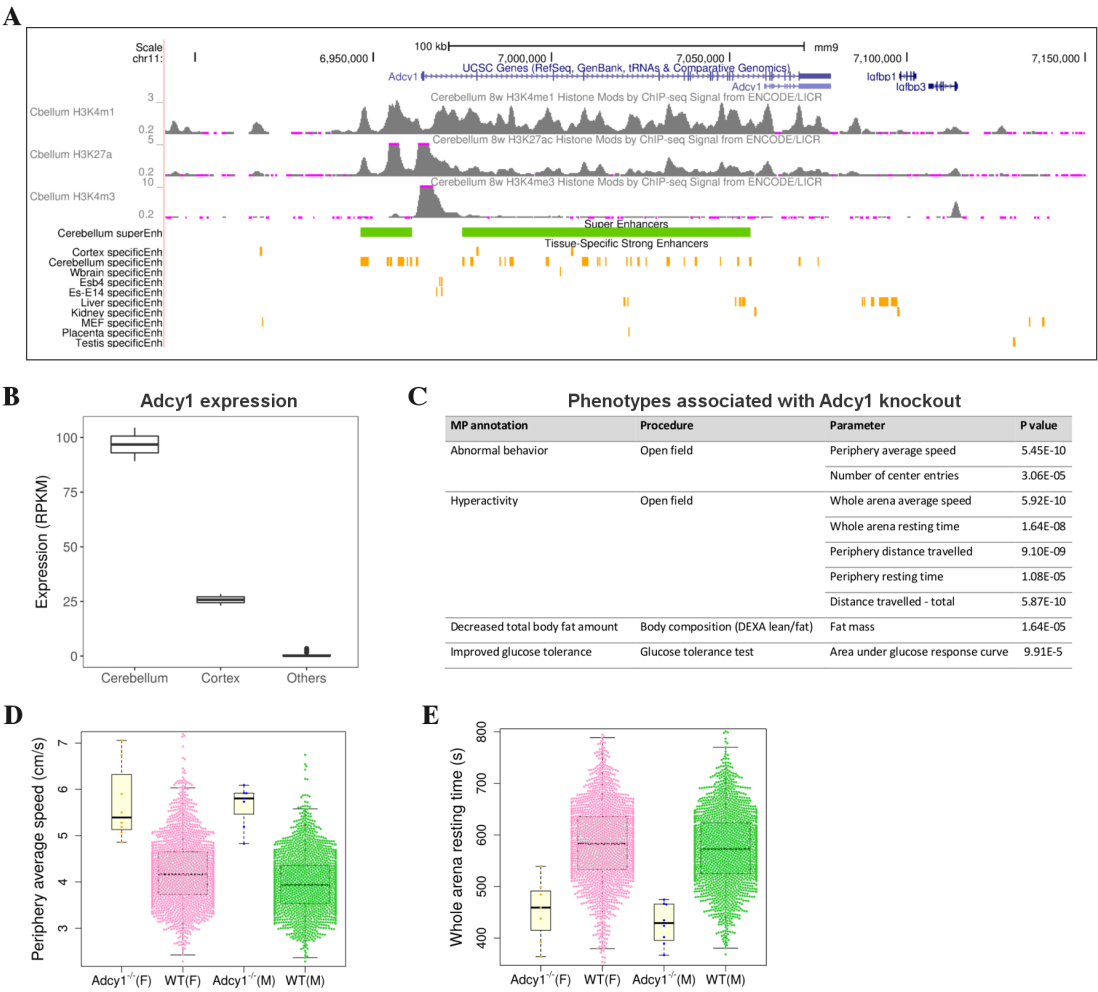 A
Scale
chr11:
100 kb
mm9
6,950,000
7,000,000
7,050,000
7,100,000
7,150,000
UCSC Genes (RefSeq, GenBank, tRNAs & Comparative Genomics)
Adcy1
Adcy1
Igfbp1
Igfbp3
Cerebellum 8w H3K4me1 Histone Mods by ChIP-seq Signal from ENCODE/LICR
Cbellum H3K4m1
3
0.2
Cerebellum 8w H3K27ac Histone Mods by ChIP-seq Signal from ENCODE/LICR
Cbellum H3K27a
5
0.2
Cerebellum 8w H3K4me3 Histone Mods by ChIP-seq Signal from ENCODE/LICR
Cbellum H3K4m3
10
0.2
Super Enhancers
Cerebellum superEnh
Tissue-Specific Strong Enhancers
Cortex specificEnh
Cerebellum specificEnh
Wbrain specificEnh
Esb4 specificEnh
Es-E14 specificEnh
Liver specificEnh
Kidney specificEnh
MEF specificEnh
Placenta specificEnh
Testis specificEnh
B
Adcy1 expression
Expression (RPKM)
100
75
50
25
0
Cerebellum Cortex Others
C
Phenotypes associated with Adcy1 knockout
MP annotation Procedure Parameter P value
Abnormal behavior Open field Periphery average speed 5.45E-10
Number of center entries 3.06E-05
Hyperactivity Open field Whole arena average speed 5.92E-10
Whole arena resting time 1.64E-08
Periphery distance travelled 9.10E-09
Periphery resting time 1.08E-05
Distance travelled - total 5.87E-10
Decreased total body fat amount Body composition (DEXA lean/fat) Fat mass 1.64E-05
Improved glucose tolerance Glucose tolerance test Area under glucose response curve 9.91E-5
D
Periphery average speed (cm/s)
7
6
5
4
3
Adcy1-/-(F) WT(F) Adcy1-/-(M) WT(M)
E
Whole arena resting time (s)
800
700
600
500
400
Adcy1-/-(F) WT(F) Adcy1-/-(M) WT(M)